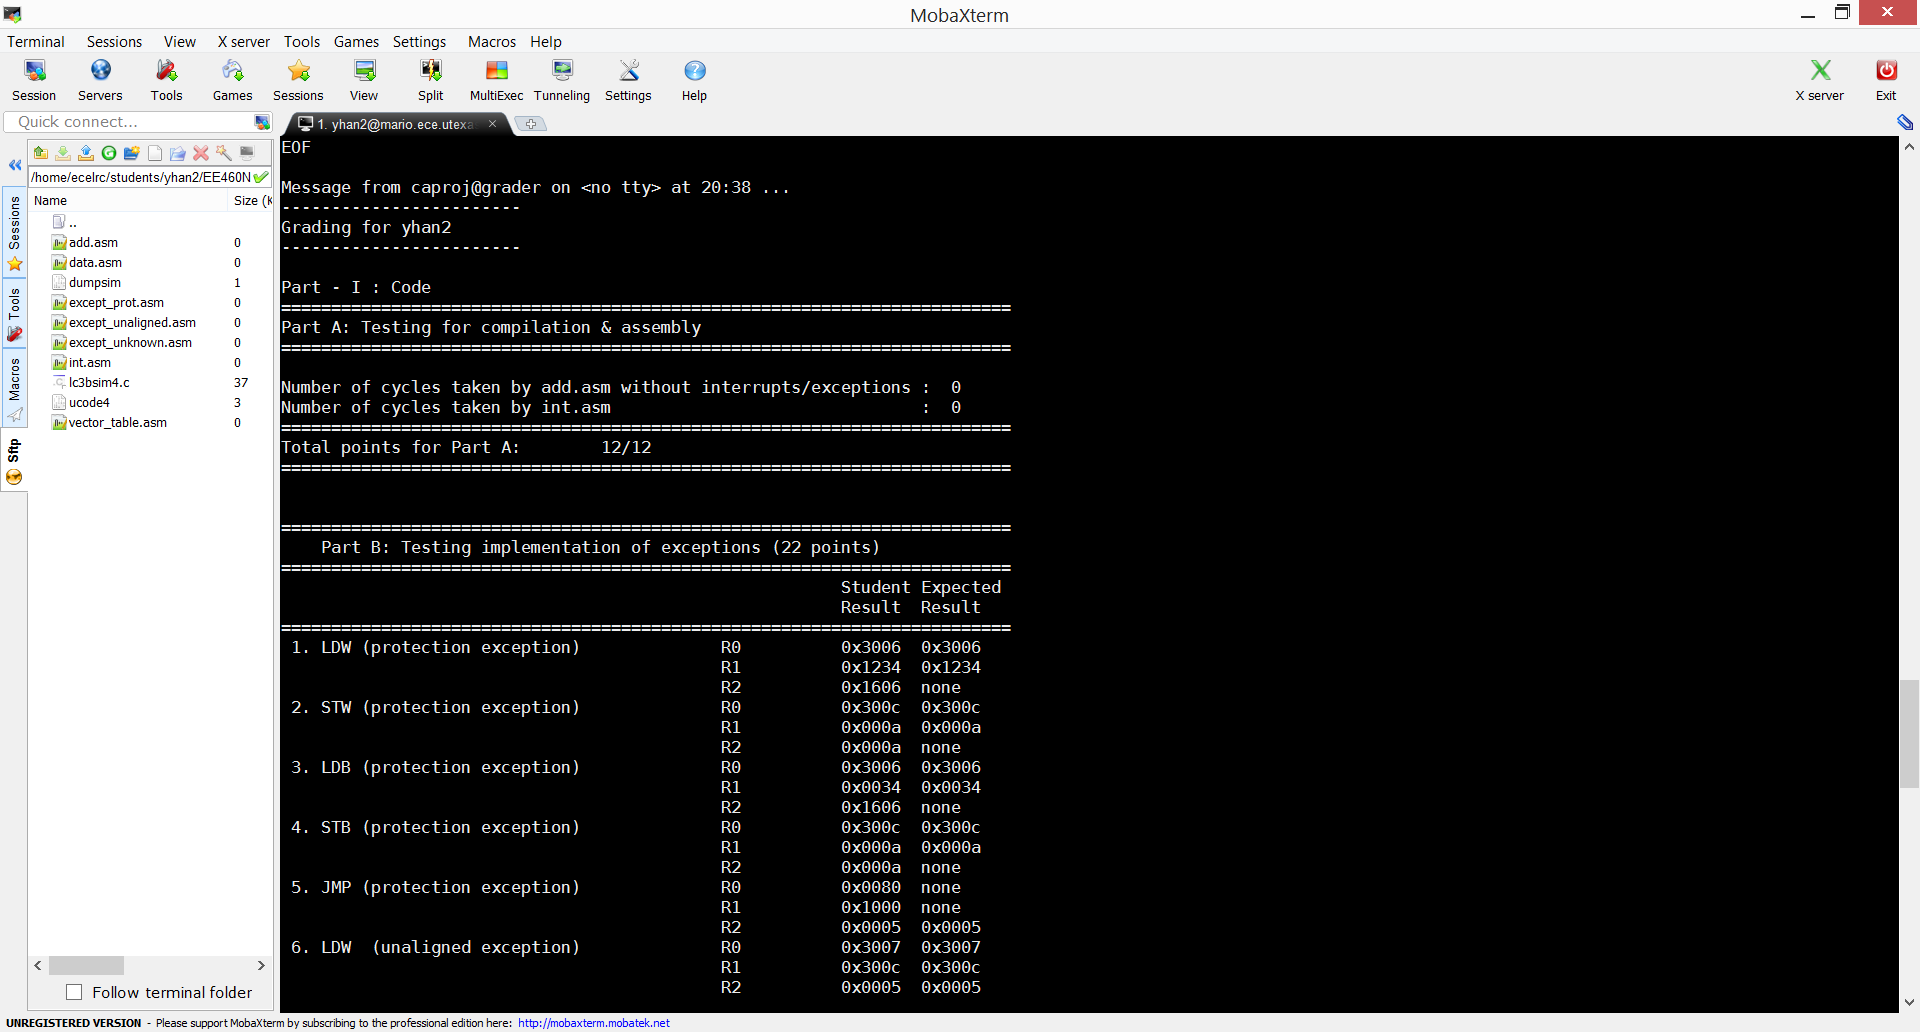 MobaXterm
Terminal Sessions View X server Tools Games Settings Macros Help
Session Servers Tools Games Sessions View Split MultiExec Tunneling Settings Help X server Exit
Quick connect...
1. yhan2@mario.ece.utexa
/home/ecelrc/students/yhan2/EE460N
Name Size (K
..
add.asm 0
data.asm 0
dumpsim 1
except_prot.asm 0
except_unaligned.asm 0
except_unknown.asm 0
int.asm 0
lc3bsim4.c 37
ucode4 3
vector_table.asm 0
Sessions
Tools
Macros
Sftp
Follow terminal folder
EOF
Message from caproj@grader on <no tty> at 20:38 ...
------------------------
Grading for yhan2
------------------------
Part - I : Code
=========================================================================
Part A: Testing for compilation & assembly
=========================================================================
Number of cycles taken by add.asm without interrupts/exceptions : 0
Number of cycles taken by int.asm : 0
=========================================================================
Total points for Part A: 12/12
=========================================================================
=========================================================================
Part B: Testing implementation of exceptions (22 points)
=========================================================================
Student Expected
Result Result
=========================================================================
1. LDW (protection exception) R0 0x3006 0x3006
R1 0x1234 0x1234
R2 0x1606 none
2. STW (protection exception) R0 0x300c 0x300c
R1 0x000a 0x000a
R2 0x000a none
3. LDB (protection exception) R0 0x3006 0x3006
R1 0x0034 0x0034
R2 0x1606 none
4. STB (protection exception) R0 0x300c 0x300c
R1 0x000a 0x000a
R2 0x000a none
5. JMP (protection exception) R0 0x0080 none
R1 0x1000 none
R2 0x0005 0x0005
6. LDW (unaligned exception) R0 0x3007 0x3007
R1 0x300c 0x300c
R2 0x0005 0x0005
UNREGISTERED VERSION - Please support MobaXterm by subscribing to the professional edition here: http://mobaxterm.mobatek.net